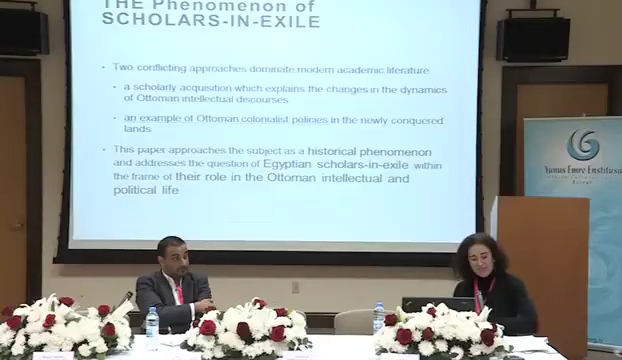 THE Phenomenon of
SCHOLARS-IN-EXILE
Two conflicting approaches dominate modern academic literature
a scholarly acquisition which explains the changes in the dynamics
of Ottoman intellectual discourses
an example of Ottoman colonialist policies in the newly conquered
lands.
This paper approaches the subject as a historical phenomenon
and addresses the question of Egyptian scholars-in-exile within
the frame of their role in the Ottoman intellectual and
political life
Yunus Emre Enstitüsü